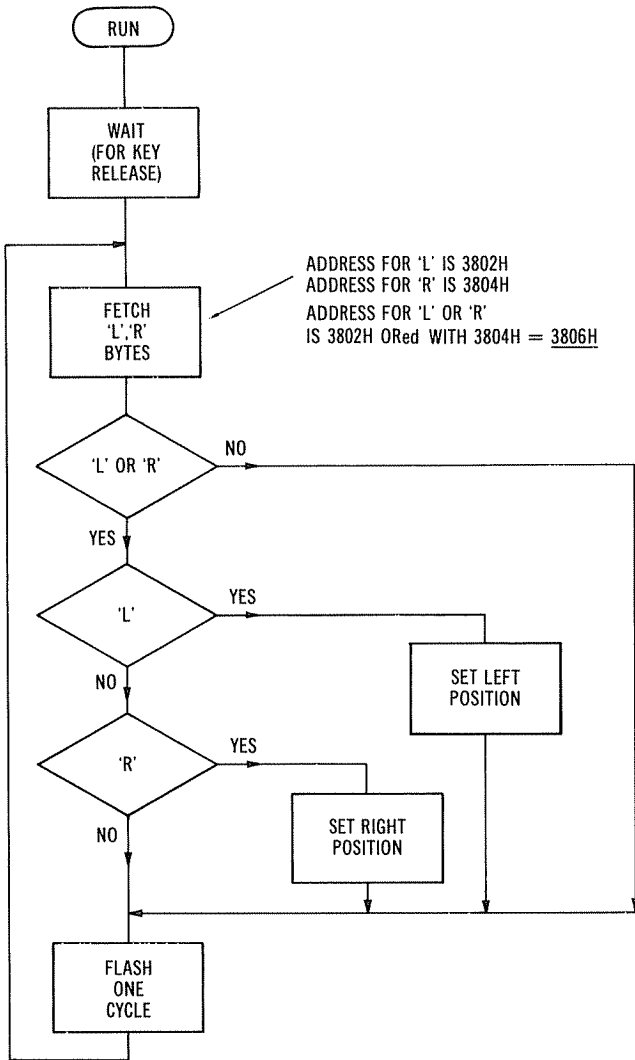 RUN
WAIT
(FOR KEY
RELEASE)
FETCH
‘L’,‘R’
BYTES
ADDRESS FOR ‘L’ IS 3802H
ADDRESS FOR ‘R’ IS 3804H
ADDRESS FOR ‘L’ OR ‘R’
IS 3802H ORed WITH 3804H = 3806H
‘L’ OR ‘R’
NO
YES
‘L’
YES
SET LEFT
POSITION
NO
‘R’
YES
SET RIGHT
POSITION
NO
FLASH
ONE
CYCLE